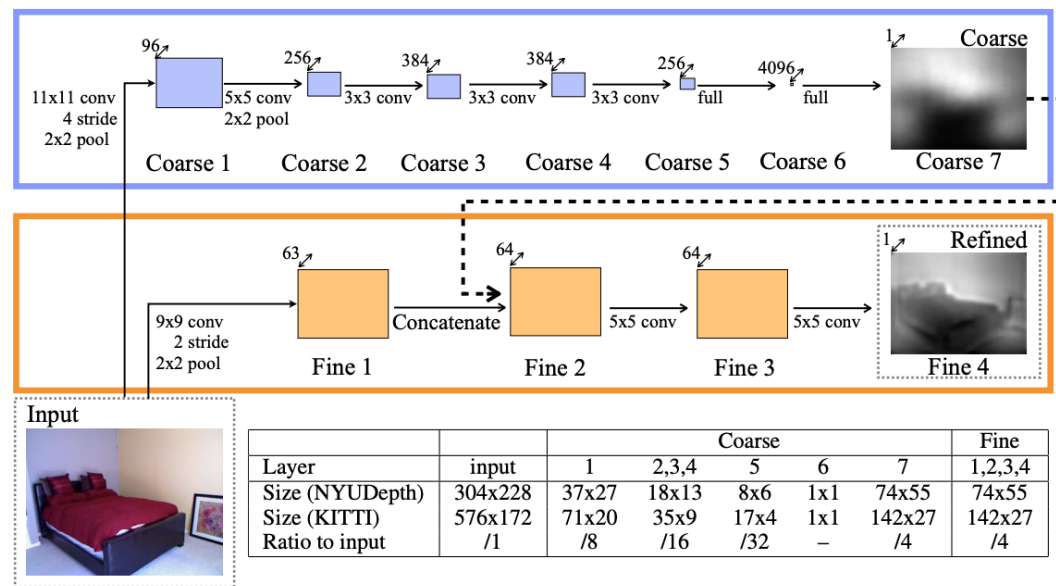 96
11x11 conv
4 stride
2x2 pool
Coarse 1
5x5 conv
2x2 pool
256
Coarse 2
3x3 conv
384
Coarse 3
3x3 conv
384
Coarse 4
3x3 conv
256
Coarse 5
full
4096
Coarse 6
full
1
Coarse
Coarse 7
9x9 conv
2 stride
2x2 pool
63
Fine 1
Concatenate
64
Fine 2
5x5 conv
64
Fine 3
5x5 conv
1
Refined
Fine 4
Input
Coarse Fine
Layer input 1 2,3,4 5 6 7 1,2,3,4
Size (NYUDepth) 304x228 37x27 18x13 8x6 1x1 74x55 74x55
Size (KITTI) 576x172 71x20 35x9 17x4 1x1 142x27 142x27
Ratio to input /1 /8 /16 /32 – /4 /4